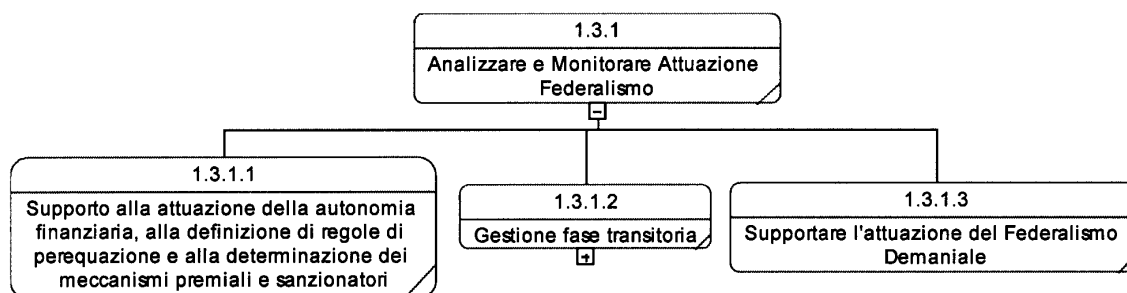 1.3.1
Analizzare e Monitorare Attuazione
Federalismo
1.3.1.1
Supporto alla attuazione della autonomia
finanziaria, alla definizione di regole di
perequazione e alla determinazione dei
meccanismi premiali e sanzionatori
1.3.1.2
Gestione fase transitoria
1.3.1.3
Supportare l'attuazione del Federalismo
Demaniale